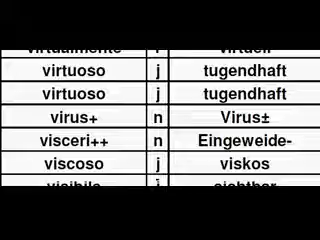 virtuoso j tugendhaft
virtuoso j tugendhaft
virus+ n Virus±
visceri++ n Eingeweide-
viscoso j viskos